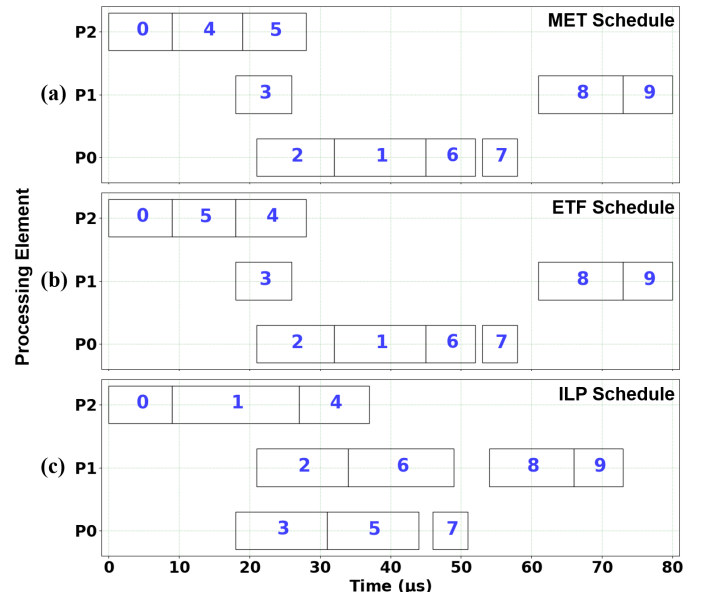 MET Schedule
P2 0 4 5
(a) P1 3 8 9
P0 2 1 6 7
ETF Schedule
P2 0 5 4
(b) P1 3 8 9
P0 2 1 6 7
ILP Schedule
P2 0 1 4
(c) P1 2 6 8 9
P0 3 5 7
0 10 20 30 40 50 60 70 80
Time (μs)
Processing Element